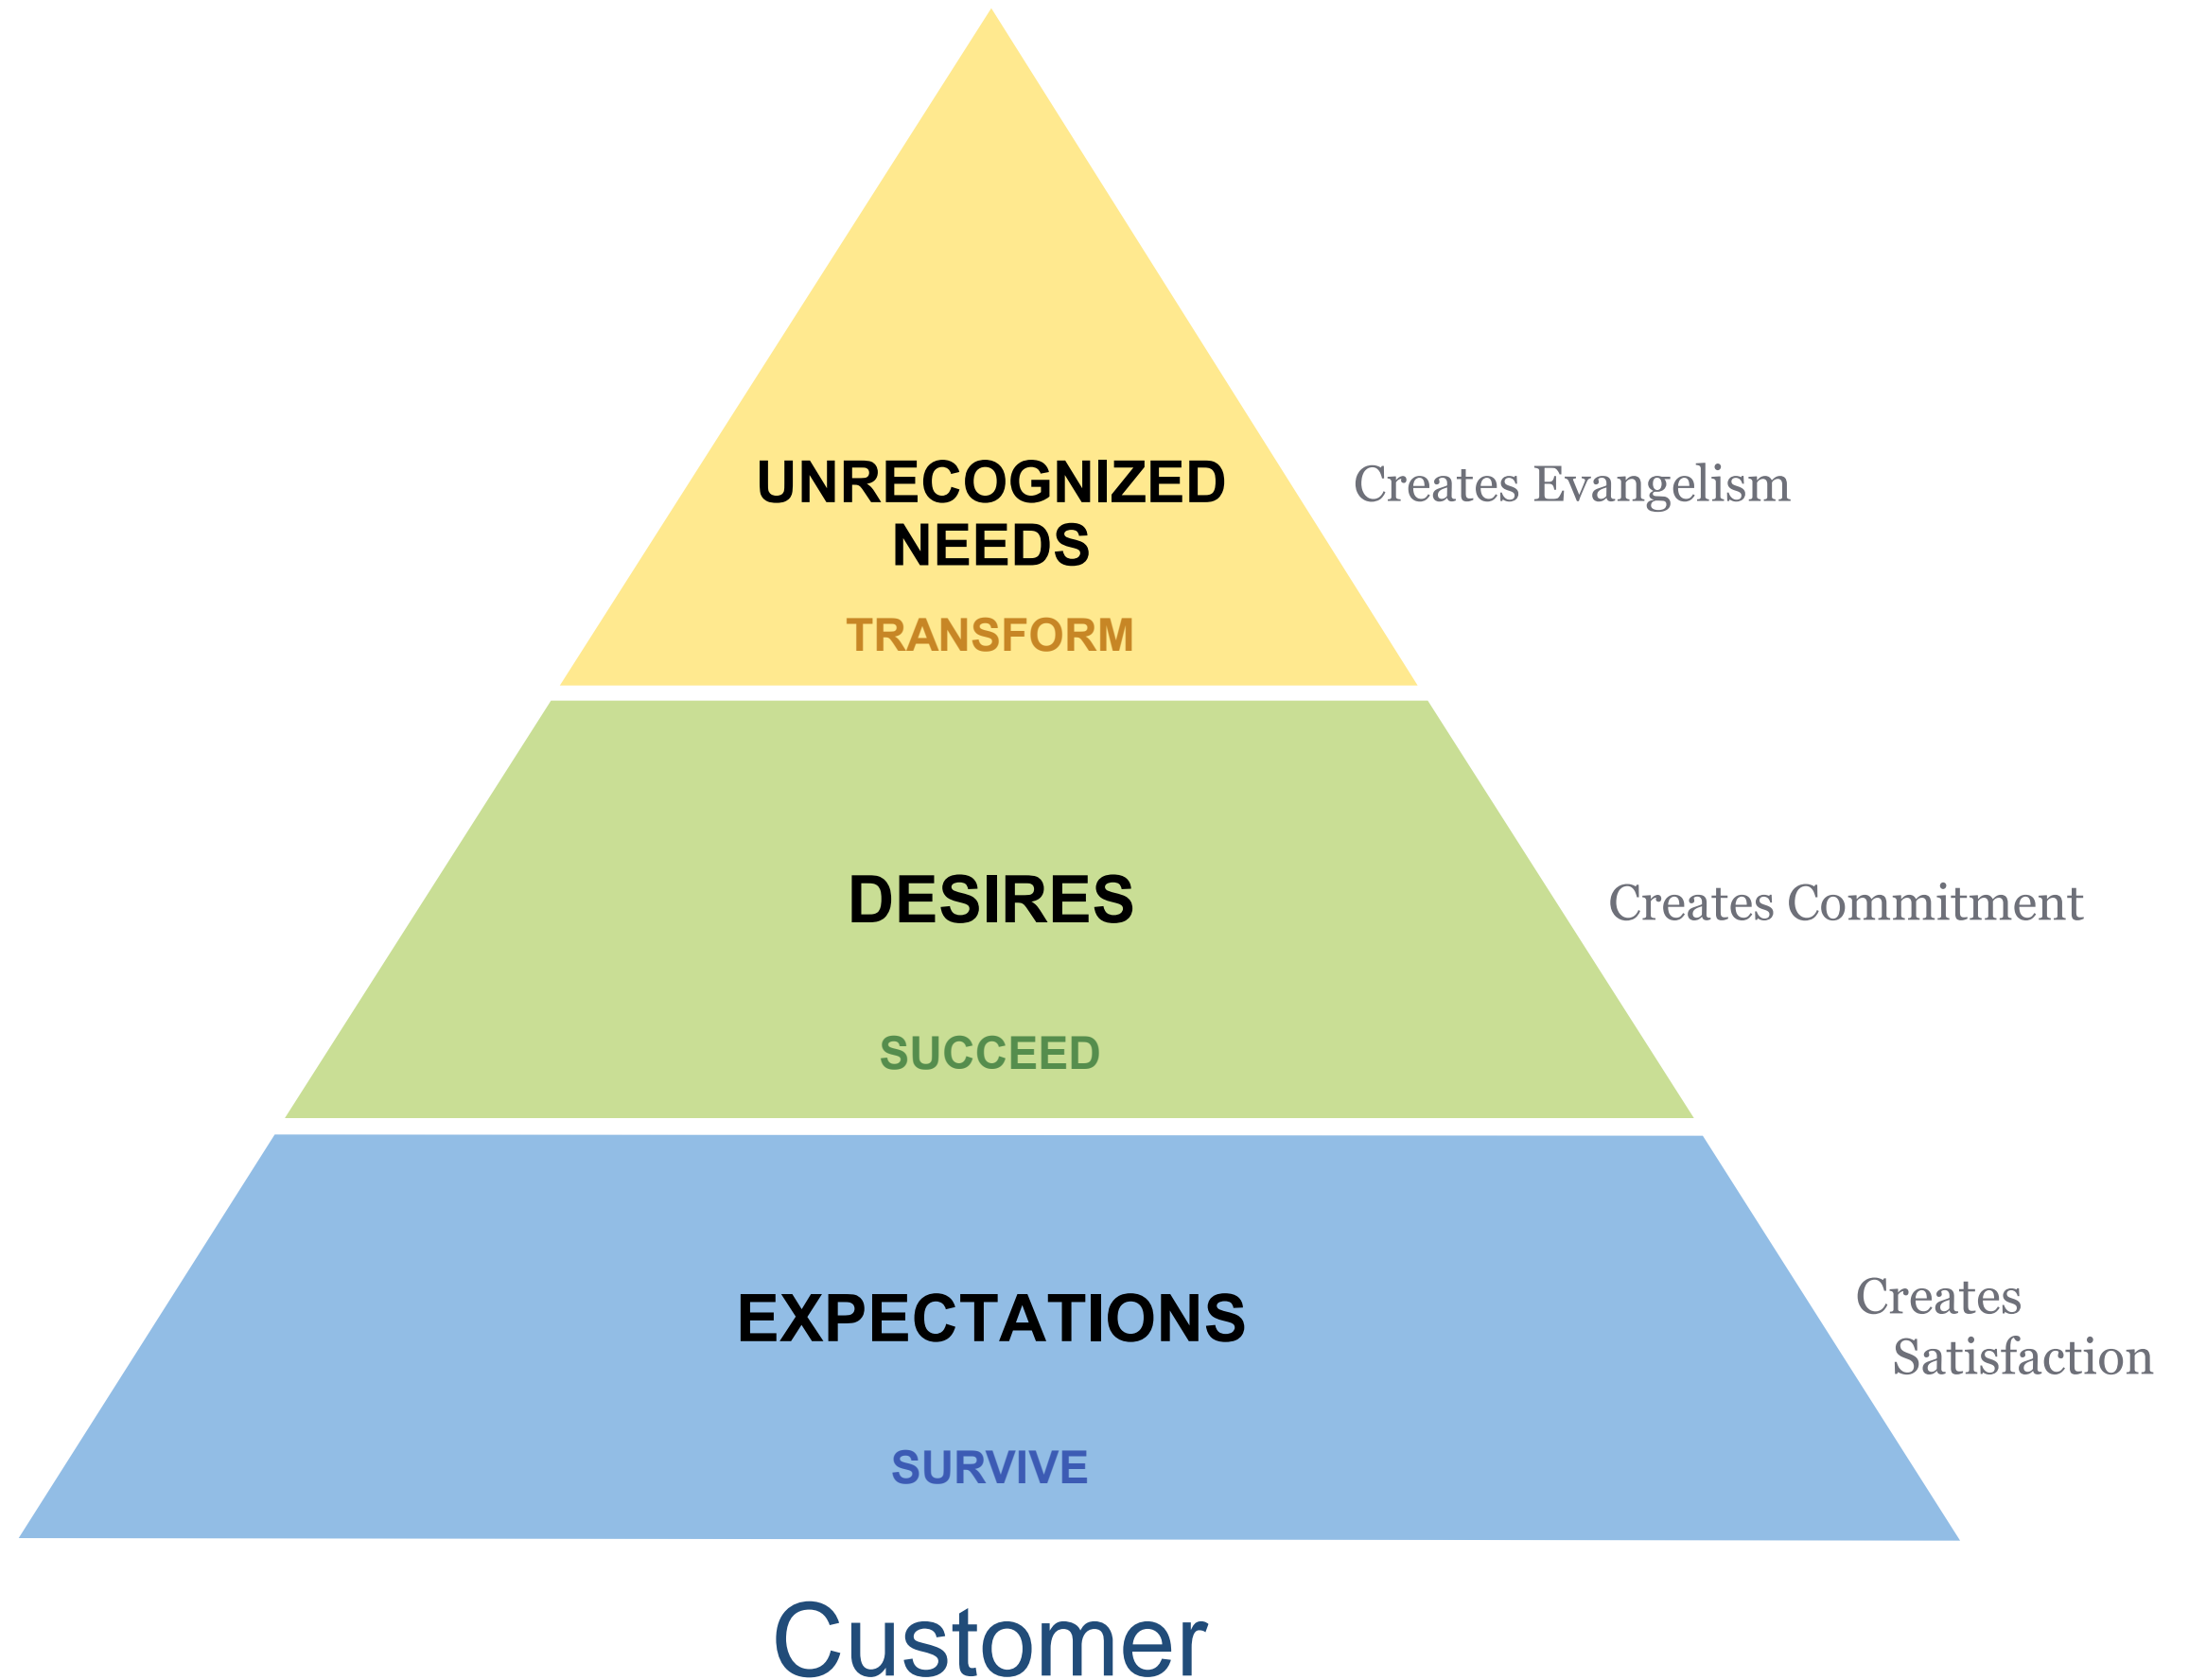 UNRECOGNIZED
NEEDS
Creates Evangelism
TRANSFORM
DESIRES
Creates Commitment
SUCCEED
EXPECTATIONS
Creates
Satisfaction
SURVIVE
Customer